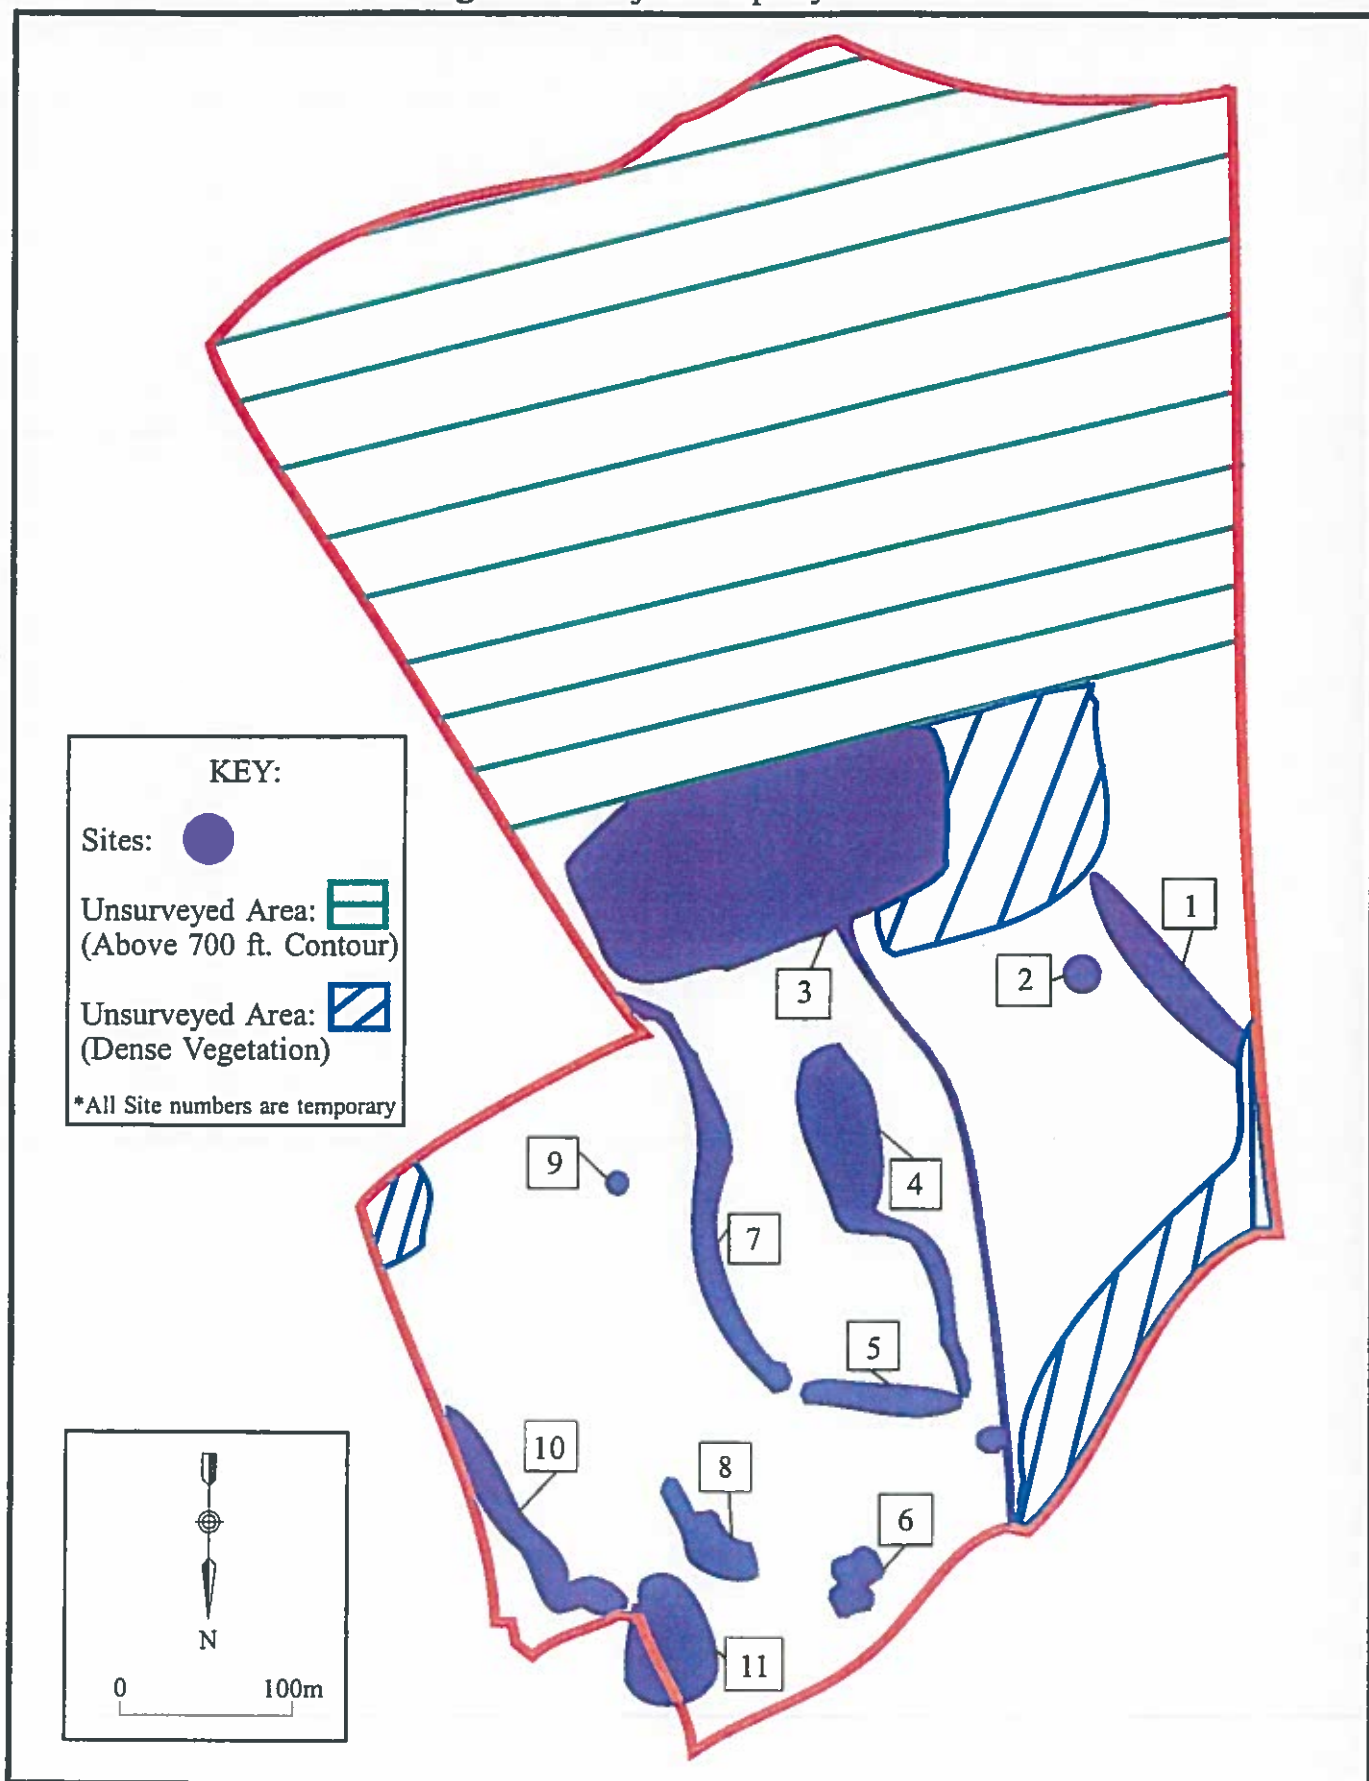 KEY:
Sites:
Unsurveyed Area:
(Above 700 ft. Contour)
Unsurveyed Area:
(Dense Vegetation)
*All Site numbers are temporary
1
2
3
4
5
6
7
8
9
10
11
N
0 100m